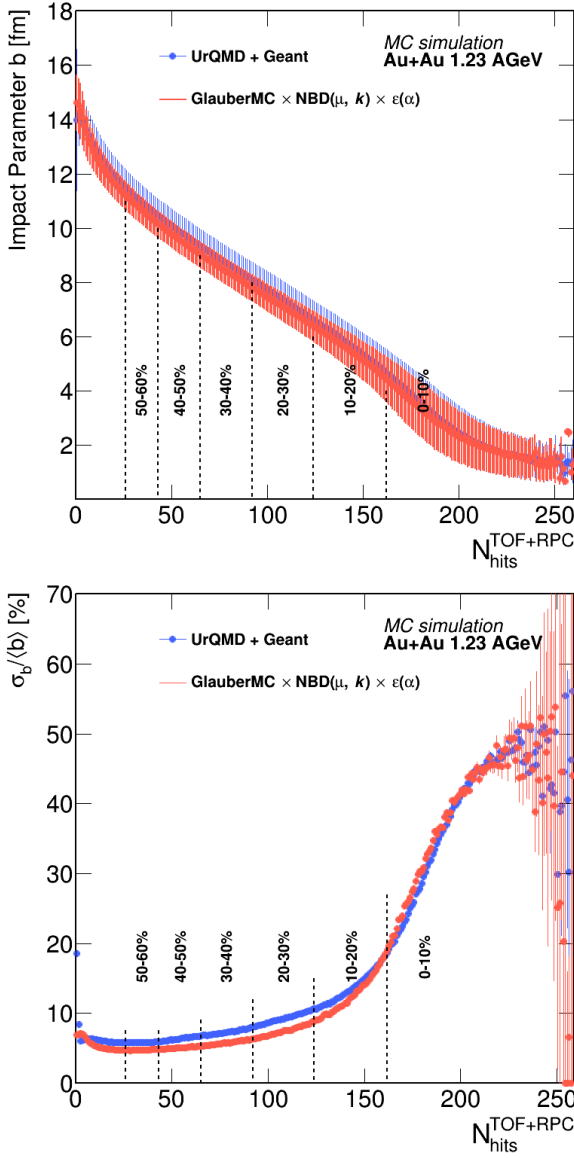 Impact Parameter b [fm]
18
16
14
12
10
8
6
4
2
UrQMD + Geant
GlauberMC × NBD(μ, k) × ε(α)
MC simulation
Au+Au 1.23 AGeV
50-60%
40-50%
30-40%
20-30%
10-20%
0-10%
0 50 100 150 200 250
N_hits^TOF+RPC
σ_b/⟨b⟩ [%]
70
60
50
40
30
20
10
0
UrQMD + Geant
GlauberMC × NBD(μ, k) × ε(α)
MC simulation
Au+Au 1.23 AGeV
50-60%
40-50%
30-40%
20-30%
10-20%
0-10%
0 50 100 150 200 250
N_hits^TOF+RPC